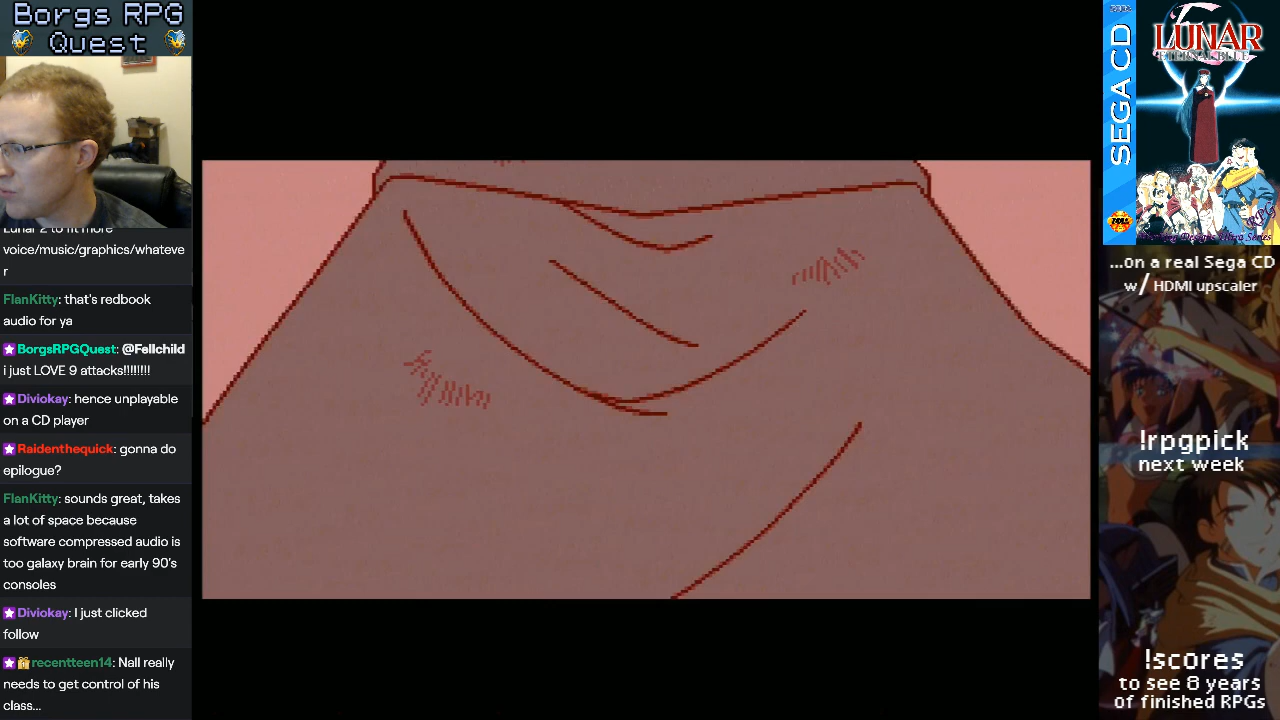 Borgs RPG
Quest
Lunar 2 to fit more
voice/music/graphics/whateve
r
FlanKitty: that's redbook
audio for ya
BorgsRPGQuest: @Fellchild
i just LOVE 9 attacks!!!!!!!!
Diviokay: hence unplayable
on a CD player
Raidenthequick: gonna do
epilogue?
FlanKitty: sounds great, takes
a lot of space because
software compressed audio is
too galaxy brain for early 90's
consoles
Diviokay: I just clicked
follow
recentteen14: Nall really
needs to get control of his
class...
SEGA CD
LUNAR
ETERNAL BLUE
RPG
...on a real Sega CD
w/ HDMI upscaler
!rpgpick
next week
!scores
to see 8 years
of finished RPGs